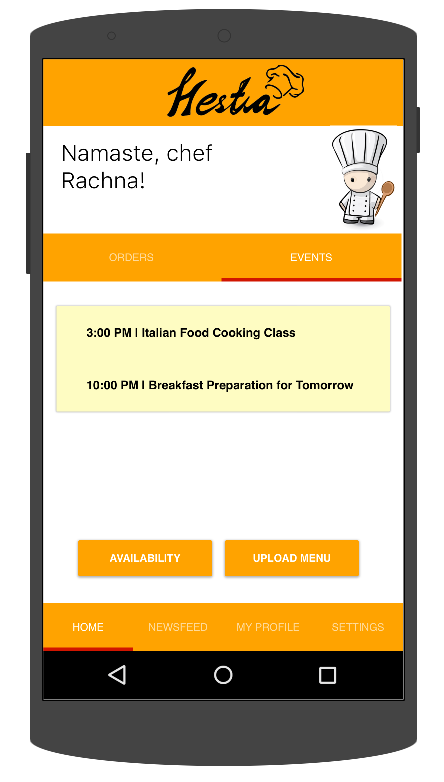 Hestia
Namaste, chef
Rachna!
ORDERS EVENTS
3:00 PM I Italian Food Cooking Class
10:00 PM I Breakfast Preparation for Tomorrow
AVAILABILITY UPLOAD MENU
HOME NEWSFEED MY PROFILE SETTINGS